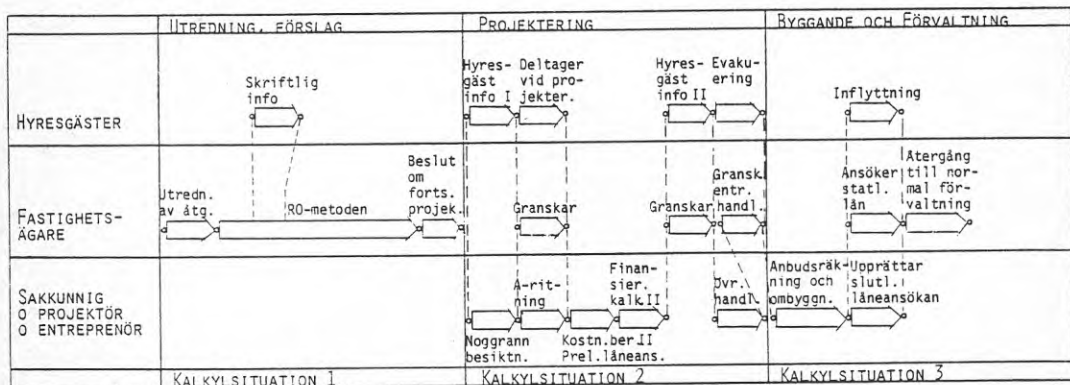 UTREDNING, FÖRSLAG
PROJEKTERING
BYGGANDE OCH FÖRVALTNING
HYRESGÄSTER
Skriftlig
info
Hyres-
gäst
info I
Deltager
vid pro-
jekter.
Hyres-
gäst
info II
Evaku-
ering
Inflyttning
FASTIGHETS-
ÄGARE
Utredn.
av åtg.
RO-metoden
Beslut
om
forts.
projek.
Granskar
Granskar
Gransk.
entr.
handl.
Ansöker
statl.
lån
Återgång
till nor-
mal för-
valtning
SAKKUNNIG
O PROJEKTÖR
O ENTREPRENÖR
Noggrann
besiktn.
A-rit-
ning
Kostn.ber.II
Prel.låneans.
Finan-
sier.
kalk.II
Övr.
handl.
Anbudsräk-
ning och
ombyggn.
Upprättar
slutl.
låneansökan
KALKYLSITUATION 1
KALKYLSITUATION 2
KALKYLSITUATION 3